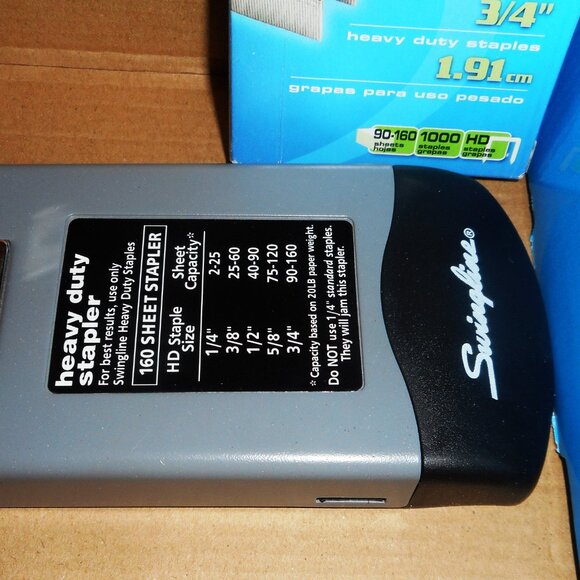 3/4"
heavy duty staples
1.91cm
grapas para uso pesado
90-160 sheets hojas
1000 staples grapas
HD staples grapas
heavy duty
stapler
For best results, use only
Swingline Heavy Duty Staples
160 SHEET STAPLER
HD Staple Size Sheet Capacity*
1/4" 2-25
3/8" 25-60
1/2" 40-90
5/8" 75-120
3/4" 90-160
* Capacity based on 20LB paper weight.
Do NOT use 1/4" standard staples.
They will jam this stapler.
Swingline®